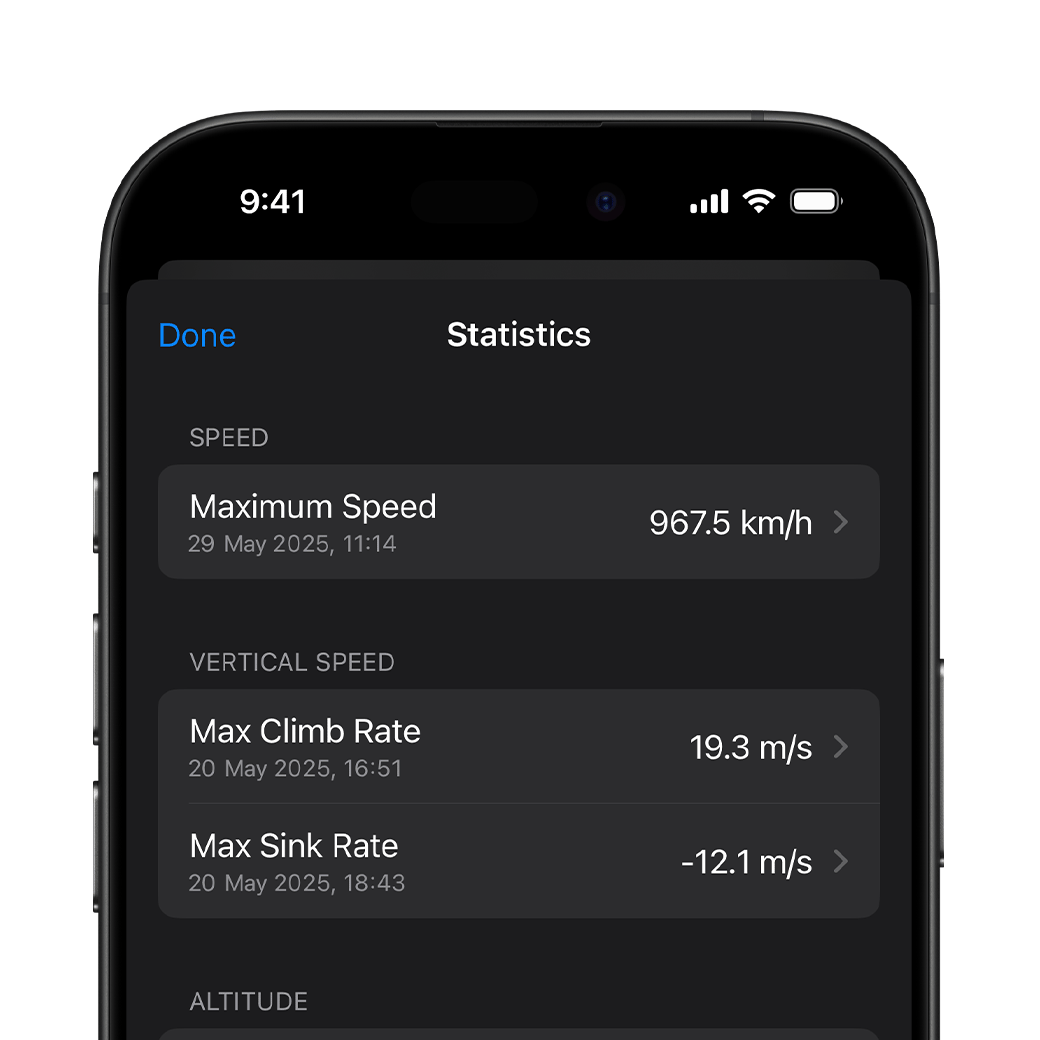 9:41
Done
Statistics
SPEED
Maximum Speed
967.5 km/h
29 May 2025, 11:14
VERTICAL SPEED
Max Climb Rate
19.3 m/s
20 May 2025, 16:51
Max Sink Rate
-12.1 m/s
20 May 2025, 18:43
ALTITUDE